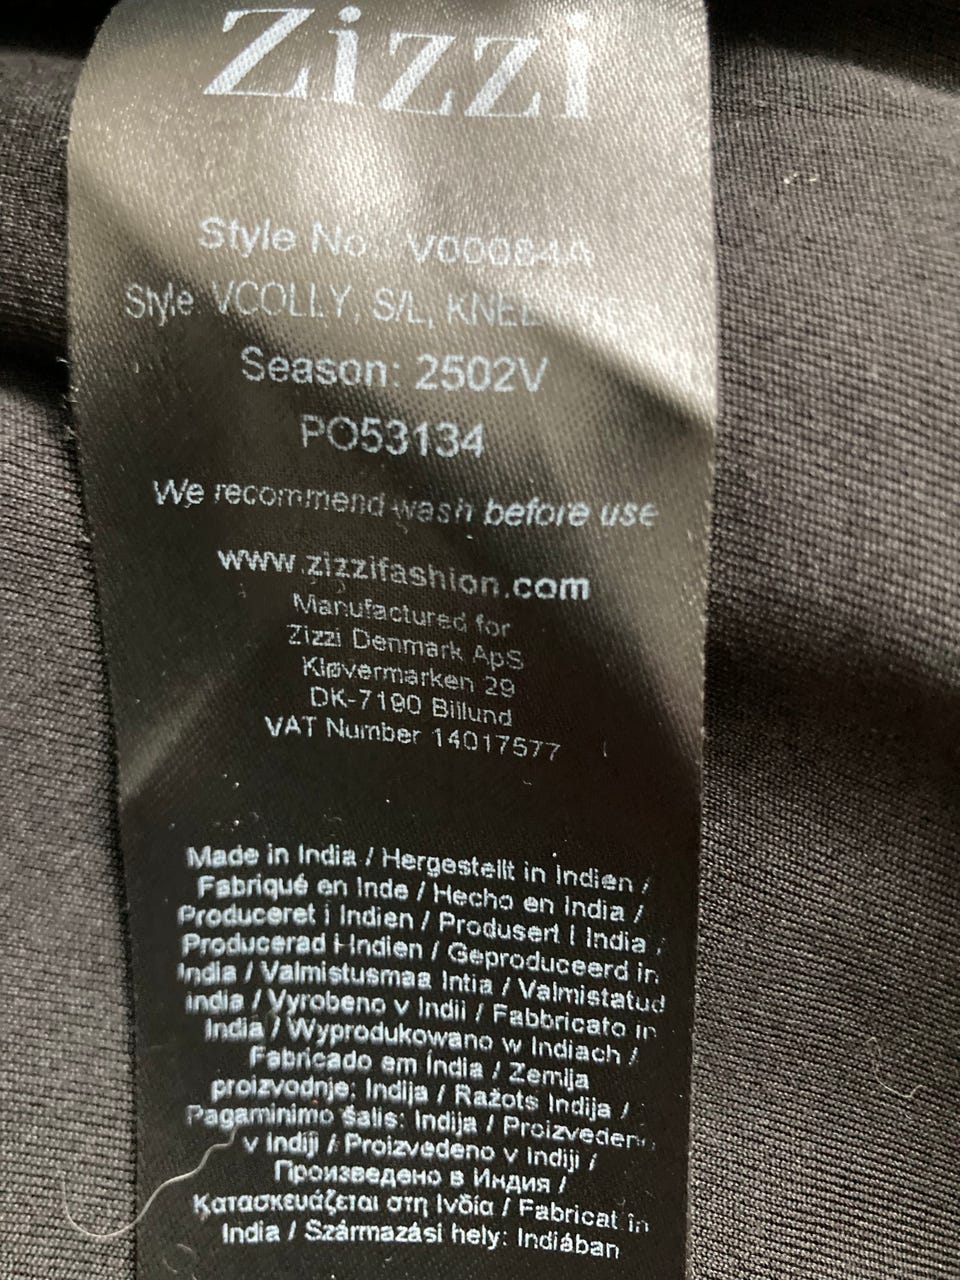 Zizzi
Style No.: V00084A
Style: VCOLLY, S/L, KNEE
Season: 2502V
PO53134
We recommend wash before use
www.zizzifashion.com
Manufactured for
Zizzi Denmark ApS
Kløvermarken 29
DK-7190 Billund
VAT Number 14017577
Made in India / Hergestellt in Indien /
Fabriqué en Inde / Hecho en India /
Produceret i Indien / Produsert i India /
Producerad i Indien / Geproduceerd in
India / Valmistusmaa Intia / Valmistatud
India / Vyrobeno v Indii / Fabbricato in
India / Wyprodukowano w Indiach /
Fabricado em Índia / Zemlja
proizvodnje: Indija / Ražots Indija /
Pagaminimo šalis: Indija / Proizvedeno
v Indiji / Proizvedeno v Indiji /
Произведено в Индия /
Κατασκευάζεται στη Ινδία / Fabricat în
India / Származási hely: Indiában